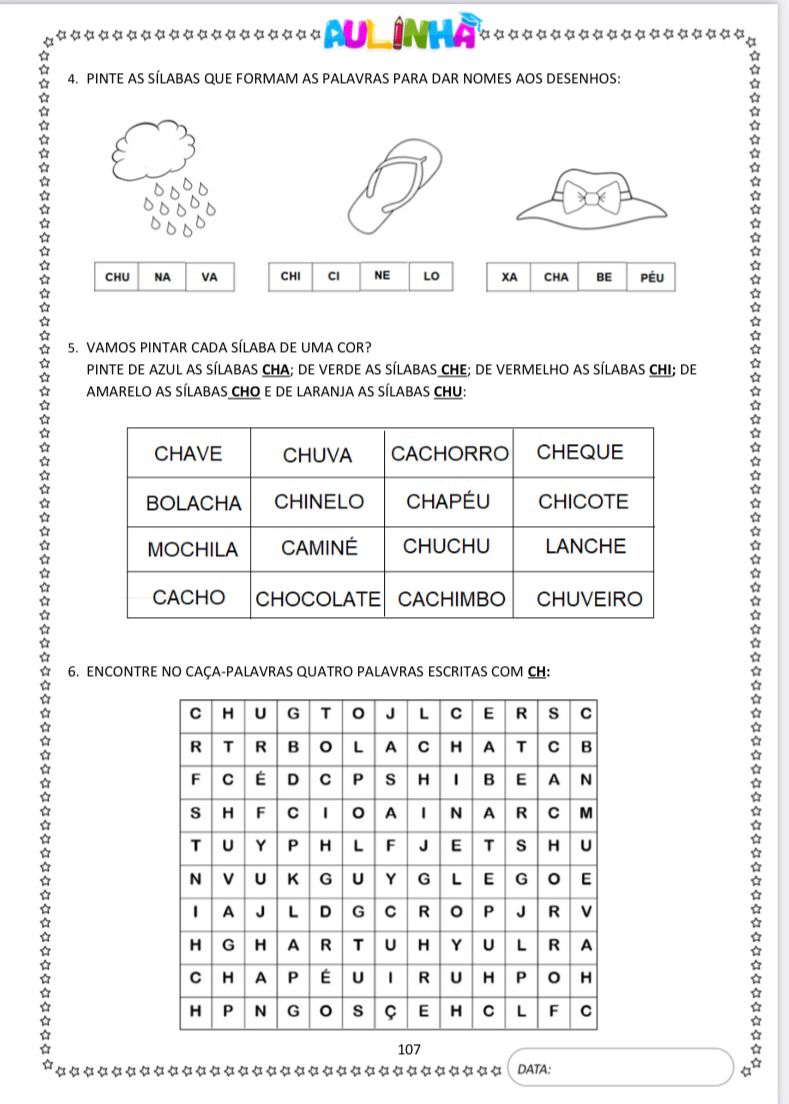 AULINHA
4. PINTE AS SÍLABAS QUE FORMAM AS PALAVRAS PARA DAR NOMES AOS DESENHOS:
CHU NA VA CHI CI NE LO XA CHA BE PÉU
5. VAMOS PINTAR CADA SÍLABA DE UMA COR?
PINTE DE AZUL AS SÍLABAS CHA; DE VERDE AS SÍLABAS CHE; DE VERMELHO AS SÍLABAS CHI; DE
AMARELO AS SÍLABAS CHO E DE LARANJA AS SÍLABAS CHU:
CHAVE CHUVA CACHORRO CHEQUE
BOLACHA CHINELO CHAPÉU CHICOTE
MOCHILA CAMINÉ CHUCHU LANCHE
CACHO CHOCOLATE CACHIMBO CHUVEIRO
6. ENCONTRE NO CAÇA-PALAVRAS QUATRO PALAVRAS ESCRITAS COM CH:
C H U G T O J L C E R S C
R T R B O L A C H A T C B
F C É D C P S H I B E A N
S H F C I O A I N A R C M
T U Y P H L F J E T S H U
N V U K G U Y G L E G O E
I A J L D G C R O P J R V
H G H A R T U H Y U L R A
C H A P É U I R U H P O H
H P N G O S Ç E H C L F C
107
DATA: